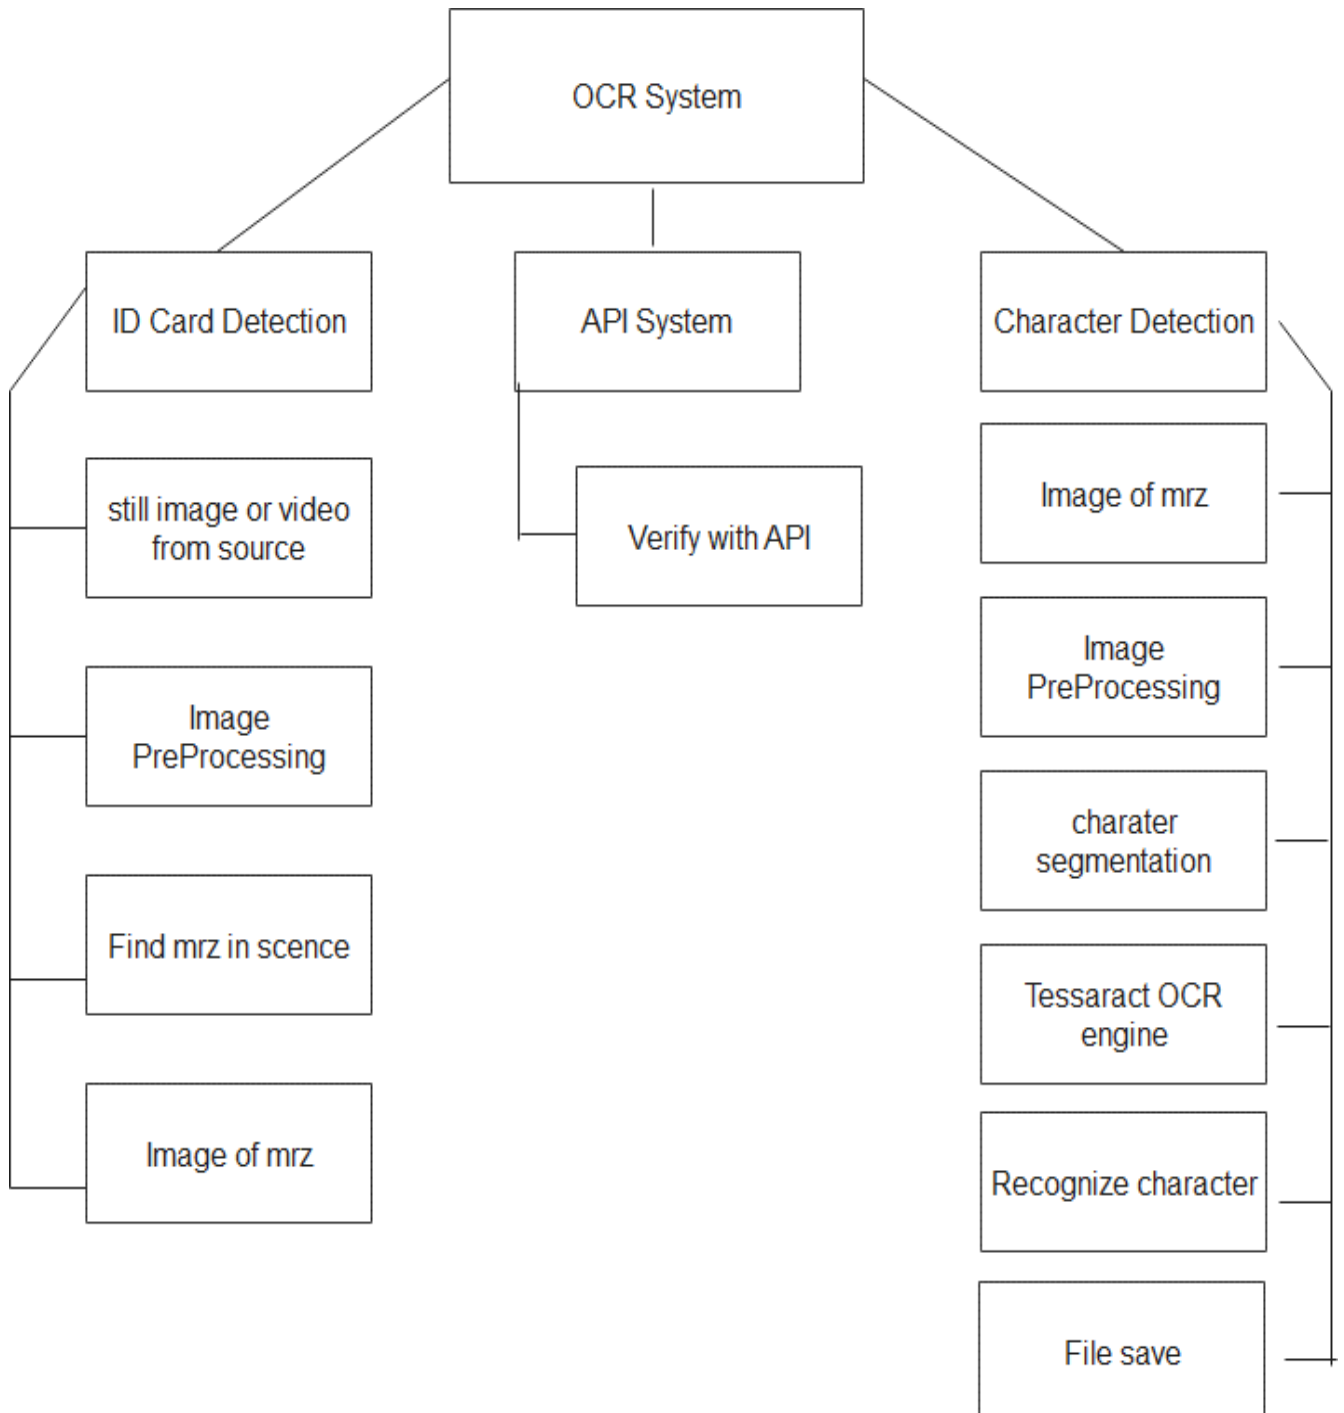 OCR System
ID Card Detection
still image or video
from source
Image
PreProcessing
Find mrz in scence
Image of mrz
API System
Verify with API
Character Detection
Image of mrz
Image
PreProcessing
charater
segmentation
Tessaract OCR
engine
Recognize character
File save